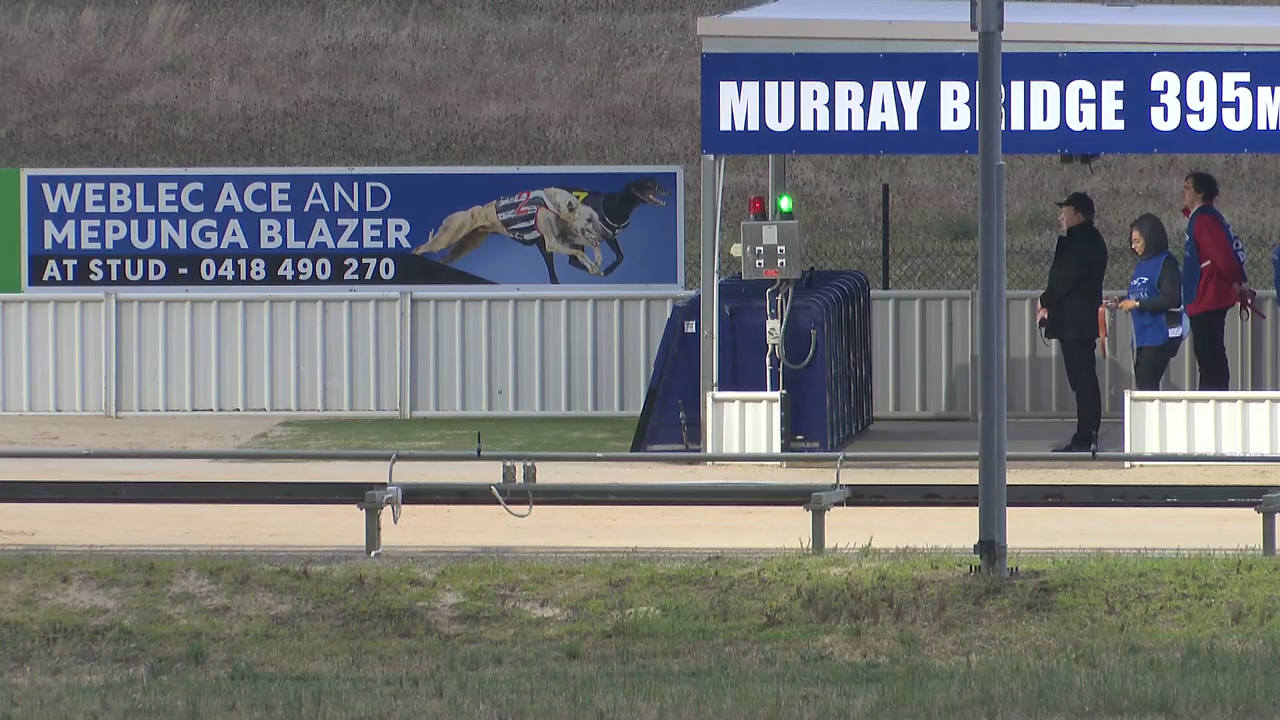 MURRAY BRIDGE 395M
WEBLEC ACE AND
MEPUNGA BLAZER
AT STUD - 0418 490 270